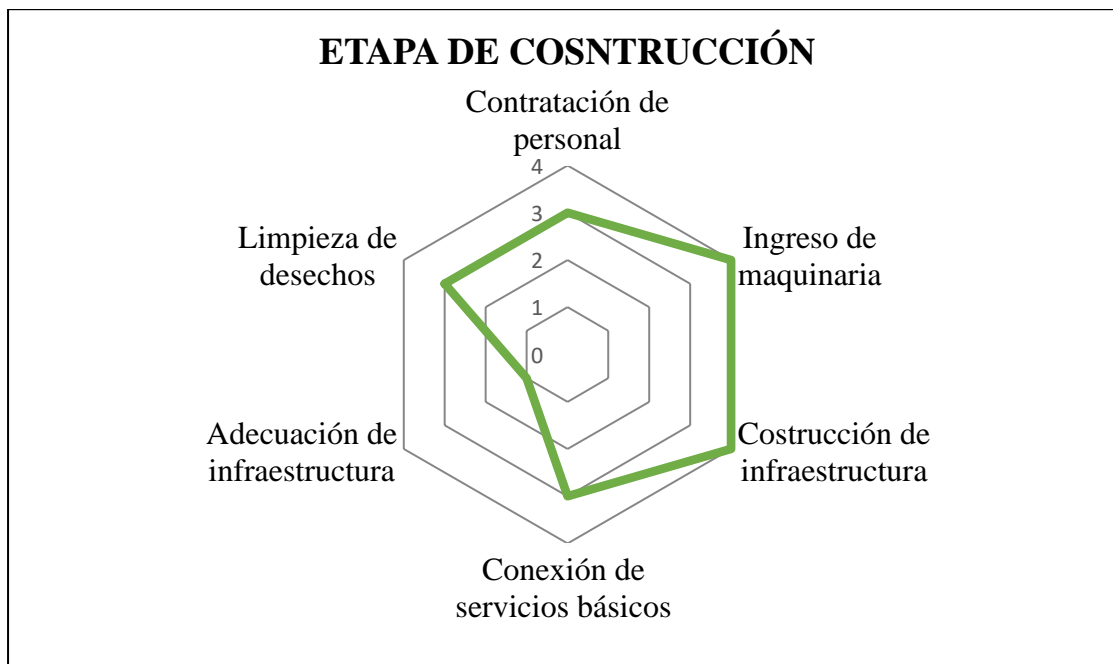 ETAPA DE COSNTRUCCIÓN
Contratación de
personal
4
3
2
1
0
Ingreso de
maquinaria
Costrucción de
infraestructura
Conexión de
servicios básicos
Adecuación de
infraestructura
Limpieza de
desechos